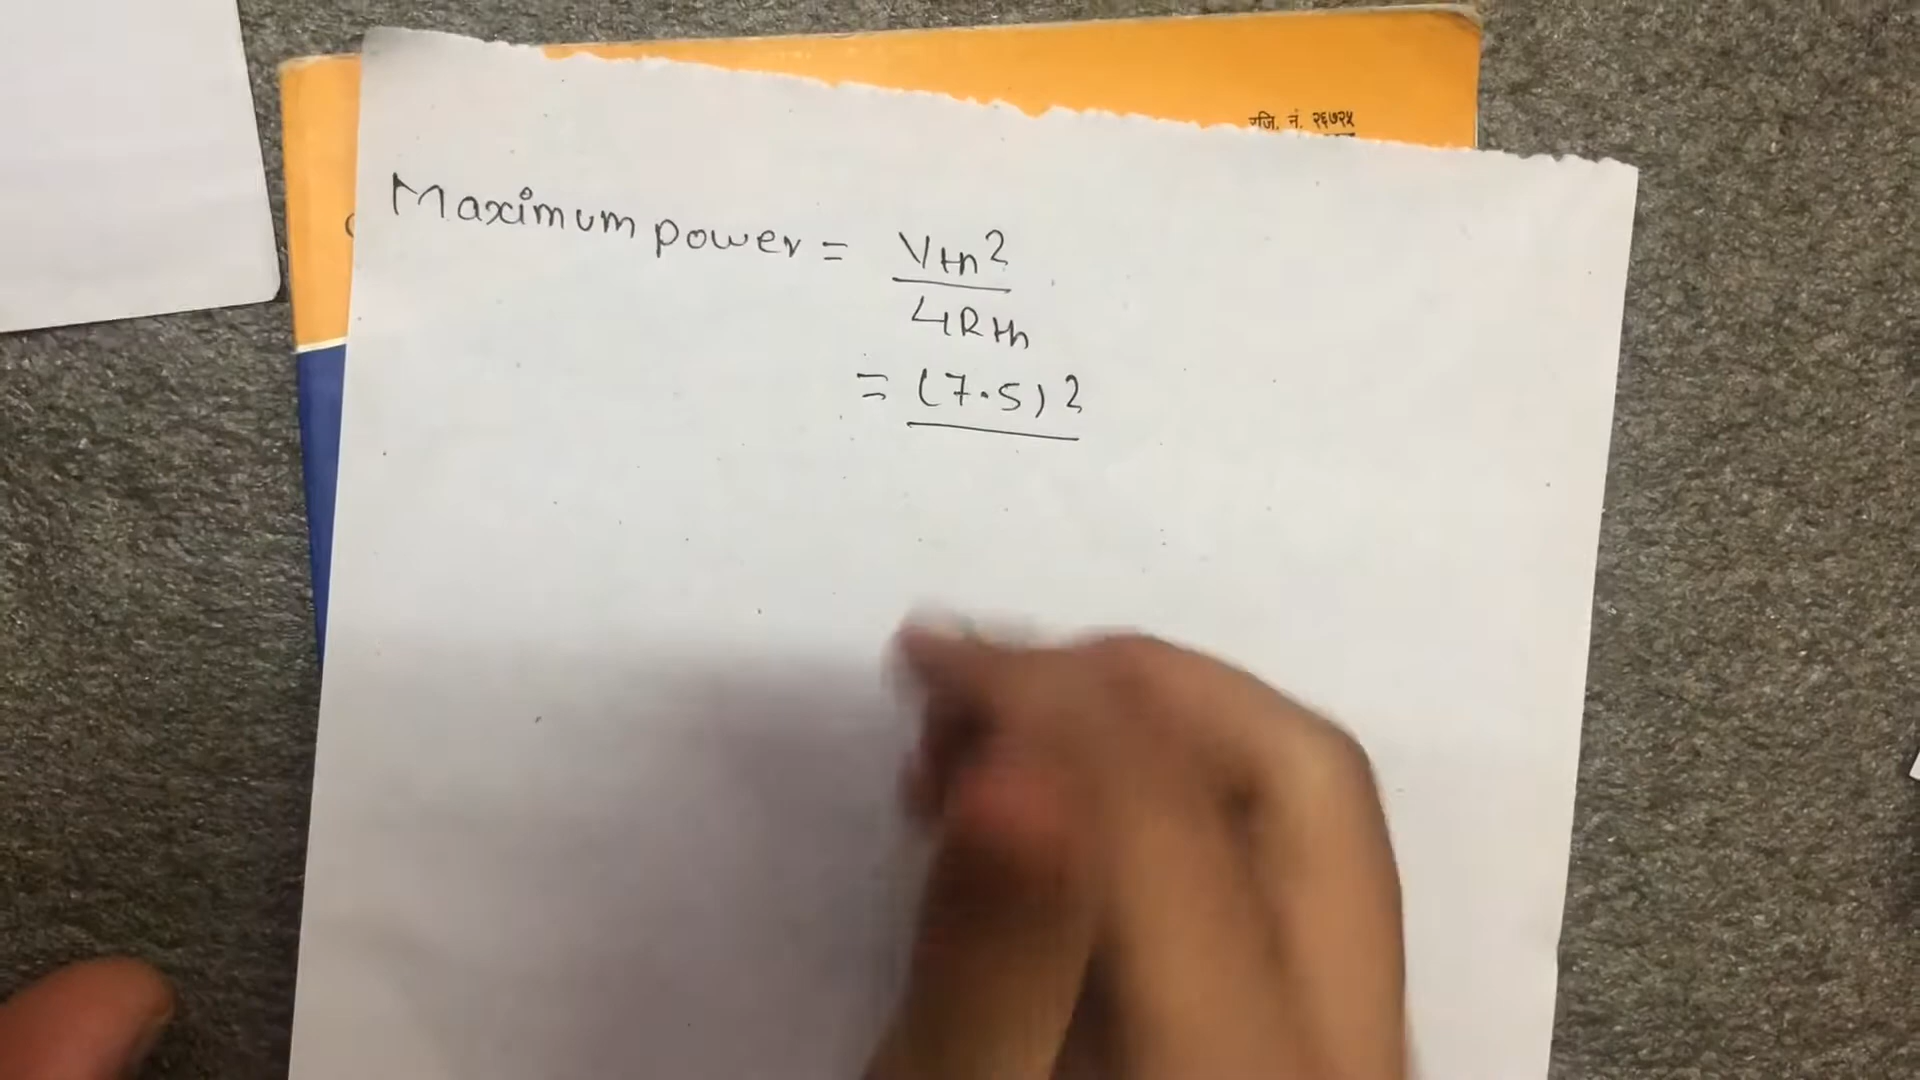 रजि. नं. २६७२५
Maximum power = Vth2
4Rth
= (7.5)2